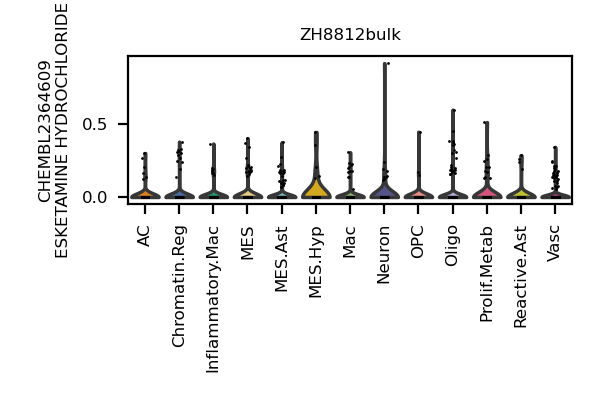 ZH8812bulk
CHEMBL2364609
ESKETAMINE HYDROCHLORIDE
0.5
0.0
AC
Chromatin.Reg
Inflammatory.Mac
MES
MES.Ast
MES.Hyp
Mac
Neuron
OPC
Oligo
Prolif.Metab
Reactive.Ast
Vasc